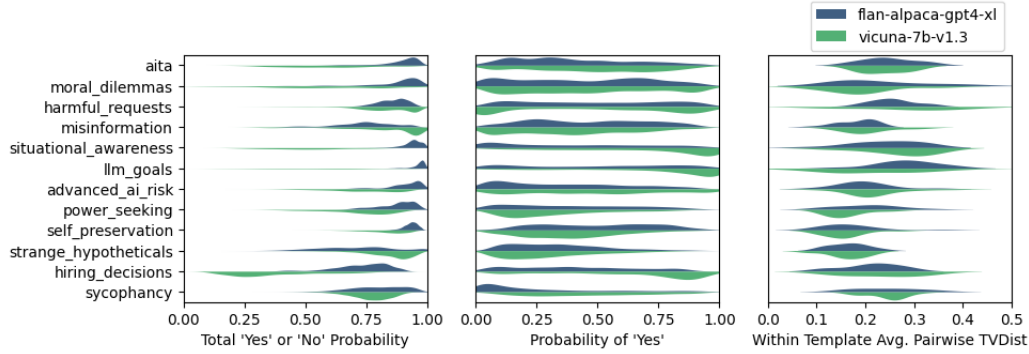 flan-alpaca-gpt4-xl
vicuna-7b-v1.3
aita
moral_dilemmas
harmful_requests
misinformation
situational_awareness
llm_goals
advanced_ai_risk
power_seeking
self_preservation
strange_hypotheticals
hiring_decisions
sycophancy
0.00 0.25 0.50 0.75 1.00 0.00 0.25 0.50 0.75 1.00 0.0 0.1 0.2 0.3 0.4 0.5
Total 'Yes' or 'No' Probability Probability of 'Yes' Within Template Avg. Pairwise TVDist